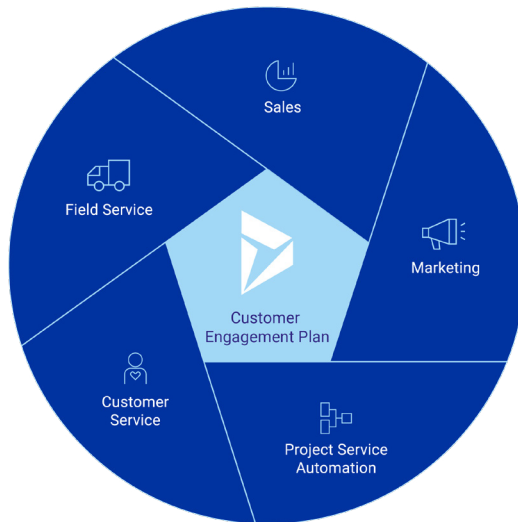 Sales
Field Service
Marketing
Customer
Engagement Plan
Customer
Service
Project Service
Automation